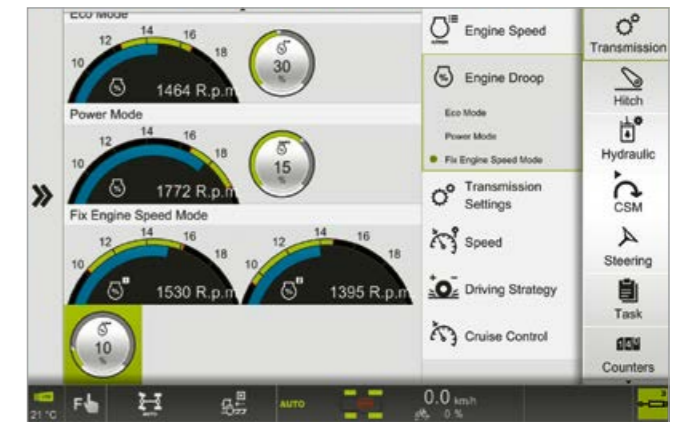 Eco Mode
10 12 14 16 18
1464 R.p.m
30
%
Power Mode
10 12 14 16 18
1772 R.p.m
15
%
Fix Engine Speed Mode
10 12 14 16 18
1530 R.p.m
10 12 14 16 18
1395 R.p.m
10
%
Engine Speed
Engine Droop
Eco Mode
Power Mode
Fix Engine Speed Mode
Transmission
Settings
Speed
Driving Strategy
Cruise Control
Transmission
Hitch
Hydraulic
CSM
Steering
Task
Counters
21 °C
F
AUTO
AUTO
0.0 km/h
0 %